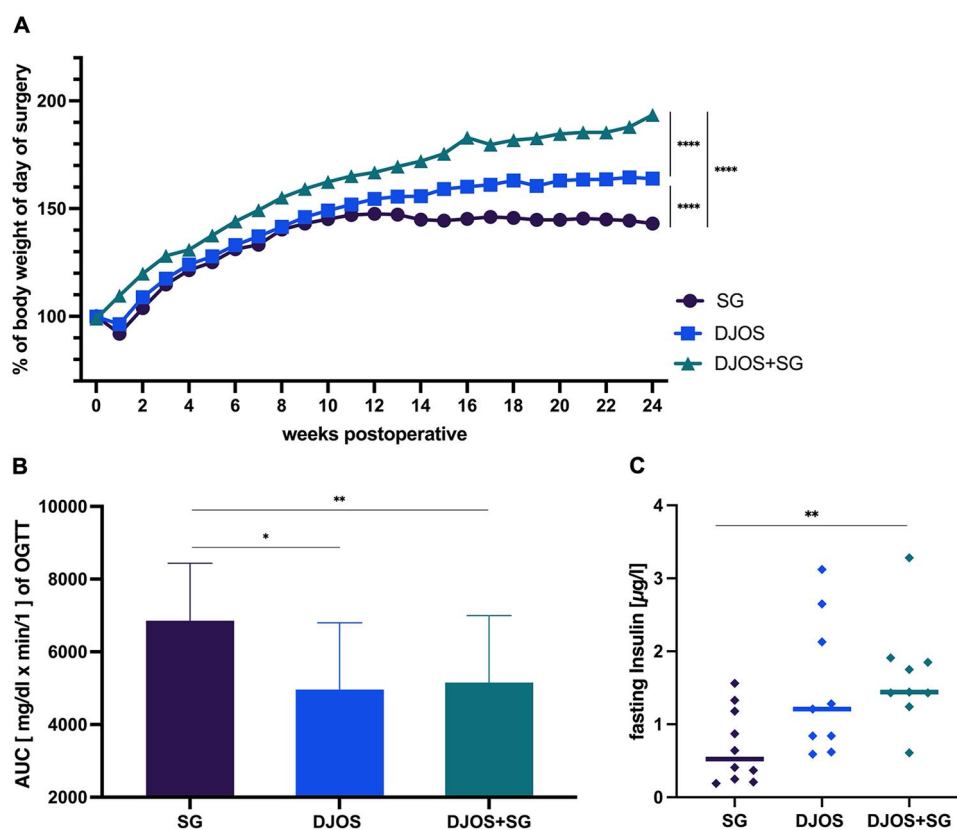 A
% of body weight of day of surgery
200
150
100
0 2 4 6 8 10 12 14 16 18 20 22 24
weeks postoperative
****
****
****
SG
DJOS
DJOS+SG
B
AUC [ mg/dl x min/1 ] of OGTT
10000
8000
6000
4000
2000
**
*
SG DJOS DJOS+SG
C
fasting Insulin [µg/l]
4
3
2
1
0
**
SG DJOS DJOS+SG